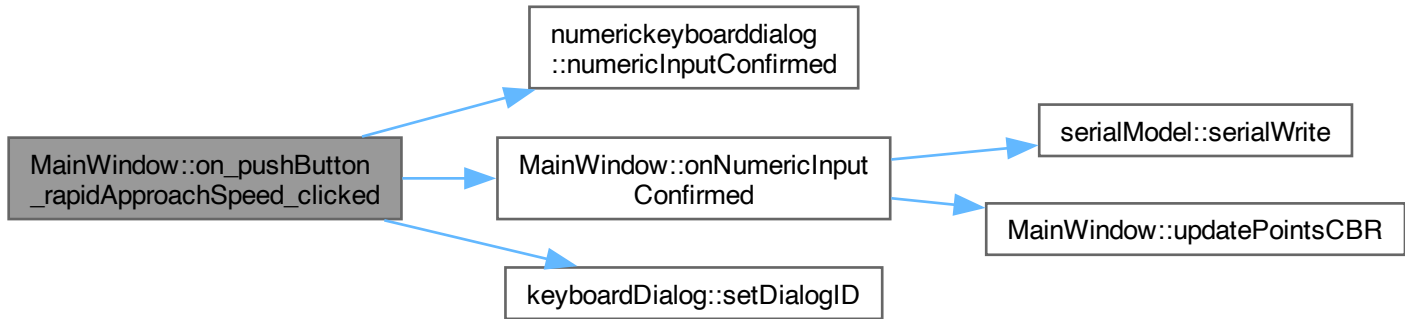 MainWindow::on_pushButton
_rapidApproachSpeed_clicked
numerickeyboarddialog
::numericInputConfirmed
MainWindow::onNumericInput
Confirmed
keyboardDialog::setDialogID
serialModel::serialWrite
MainWindow::updatePointsCBR